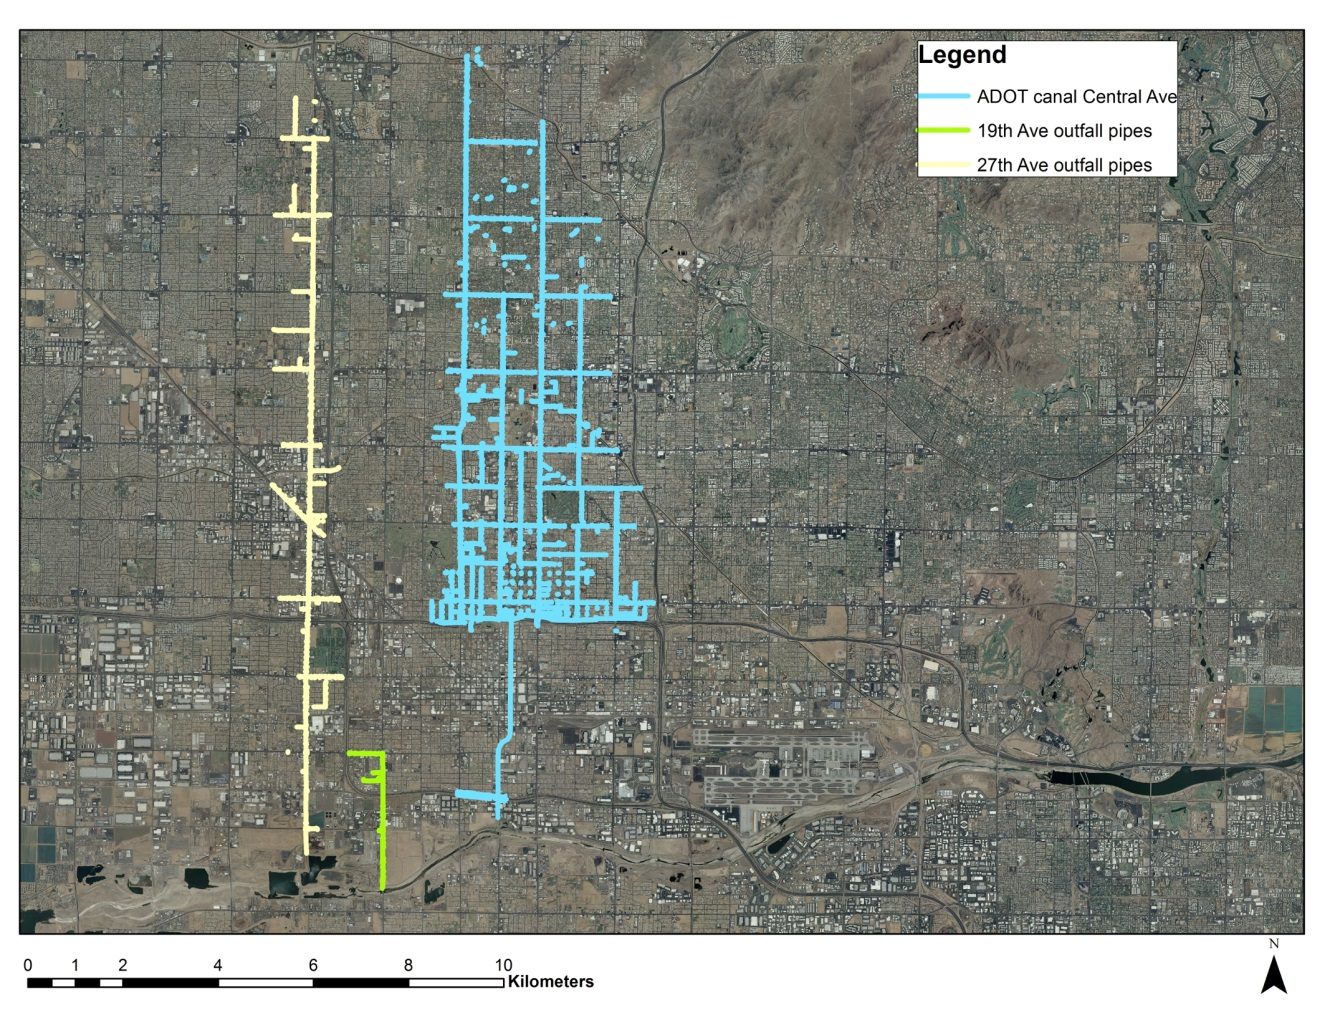 Legend
ADOT canal Central Ave
19th Ave outfall pipes
27th Ave outfall pipes
N
0 1 2 4 6 8 10
Kilometers